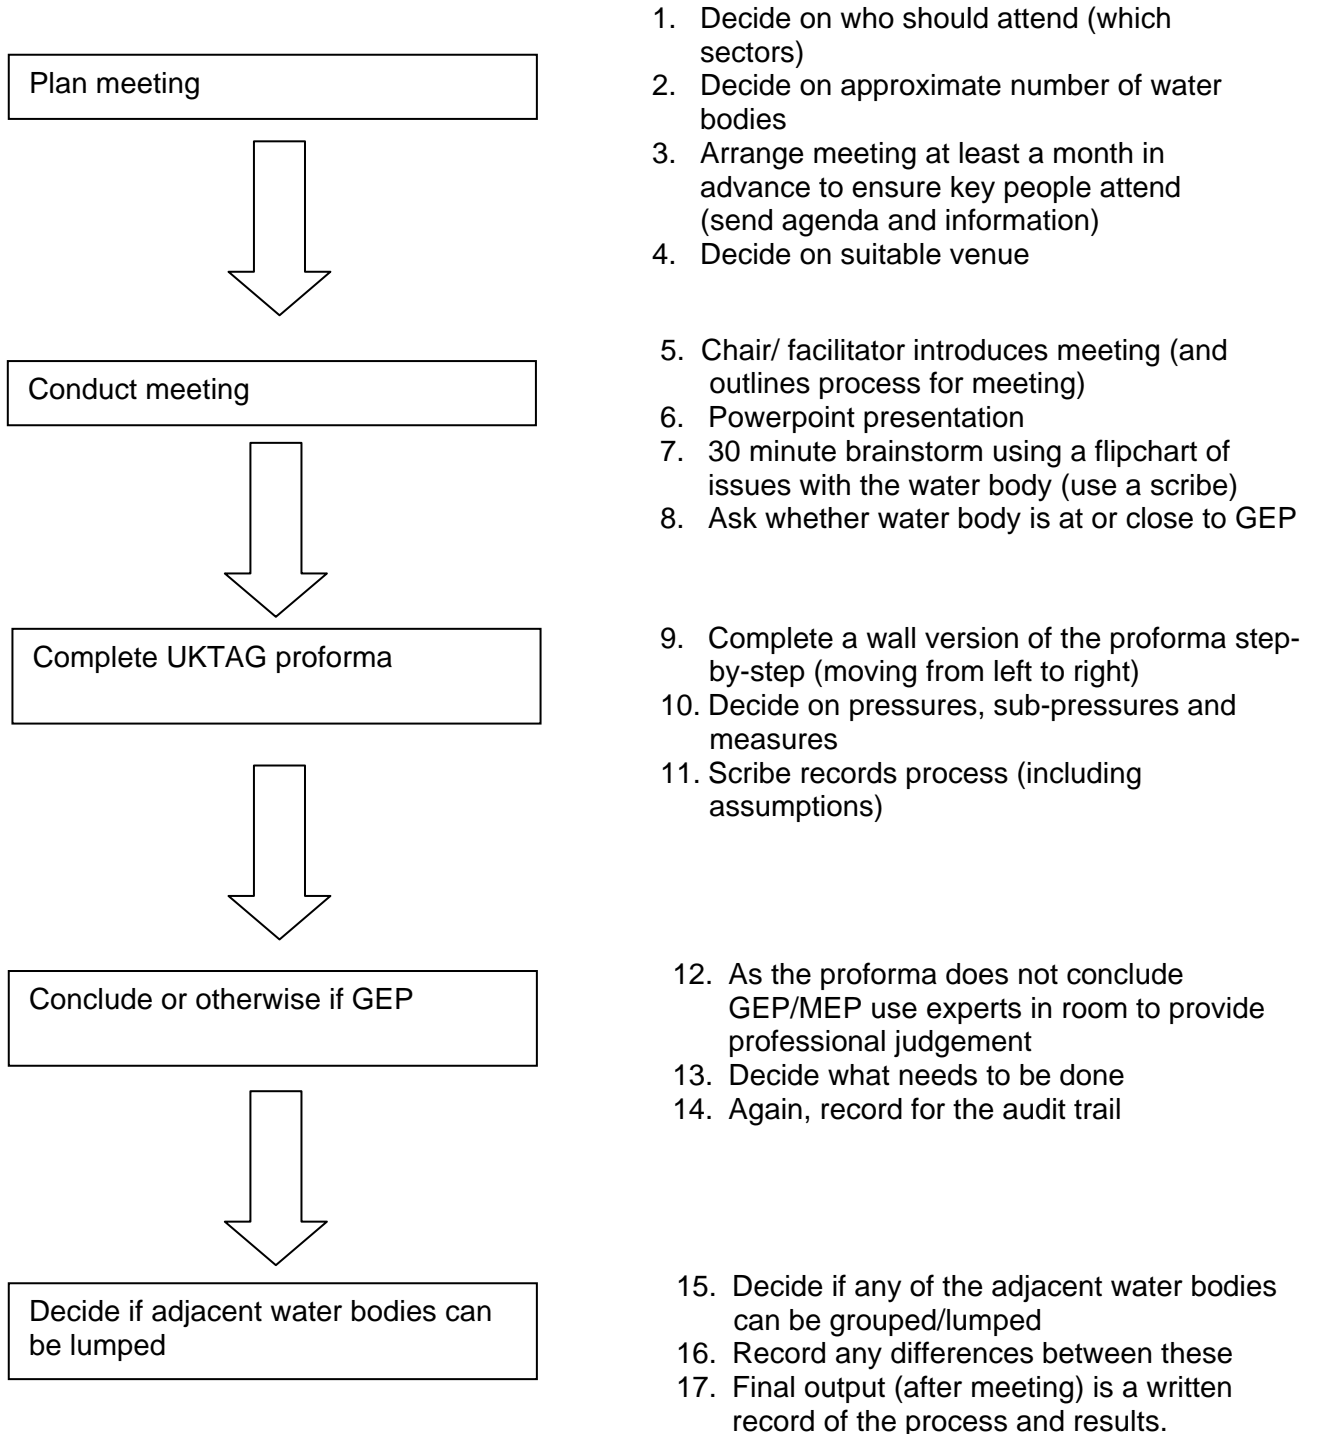 Plan meeting
1. Decide on who should attend (which
sectors)
2. Decide on approximate number of water
bodies
3. Arrange meeting at least a month in
advance to ensure key people attend
(send agenda and information)
4. Decide on suitable venue
Conduct meeting
5. Chair/ facilitator introduces meeting (and
outlines process for meeting)
6. Powerpoint presentation
7. 30 minute brainstorm using a flipchart of
issues with the water body (use a scribe)
8. Ask whether water body is at or close to GEP
Complete UKTAG proforma
9. Complete a wall version of the proforma step-
by-step (moving from left to right)
10. Decide on pressures, sub-pressures and
measures
11. Scribe records process (including
assumptions)
Conclude or otherwise if GEP
12. As the proforma does not conclude
GEP/MEP use experts in room to provide
professional judgement
13. Decide what needs to be done
14. Again, record for the audit trail
Decide if adjacent water bodies can
be lumped
15. Decide if any of the adjacent water bodies
can be grouped/lumped
16. Record any differences between these
17. Final output (after meeting) is a written
record of the process and results.